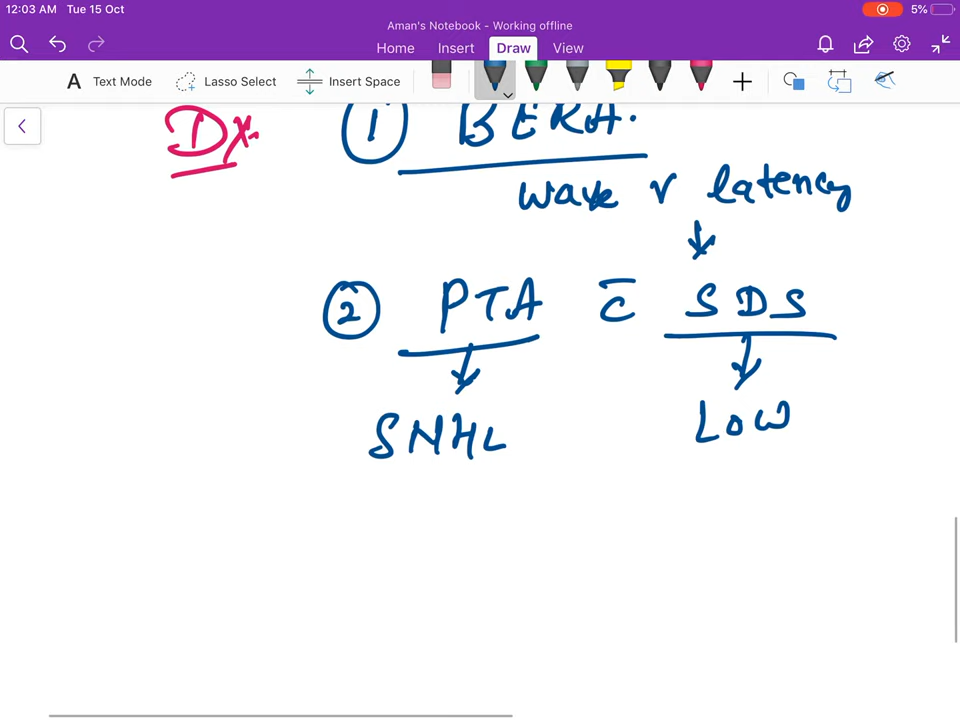 12:03 AM Tue 15 Oct 5%
Aman's Notebook - Working offline
Home Insert Draw View
A Text Mode Lasso Select Insert Space
Dx. ① BERA.
wave V latency
↓
② PTA c̅ SDS
↓ ↓
SNHL LOW